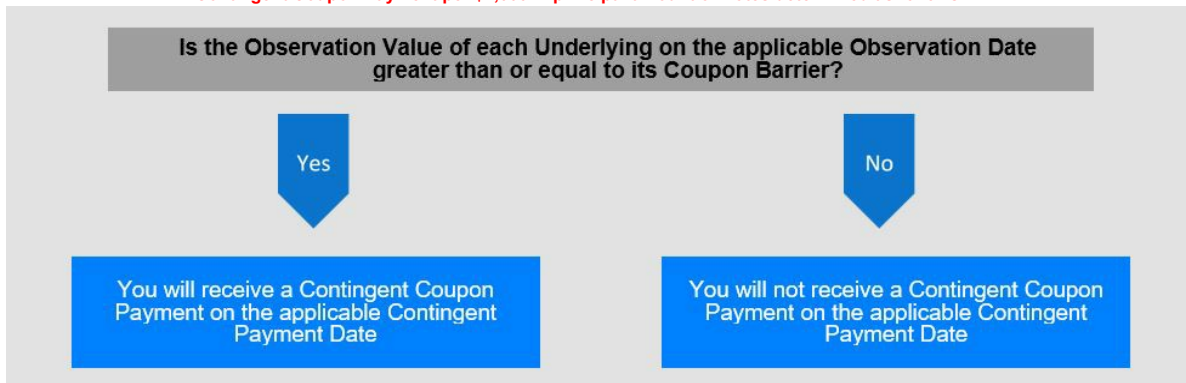 Is the Observation Value of each Underlying on the applicable Observation Date
greater than or equal to its Coupon Barrier?
Yes
No
You will receive a Contingent Coupon
Payment on the applicable Contingent
Payment Date
You will not receive a Contingent Coupon
Payment on the applicable Contingent
Payment Date